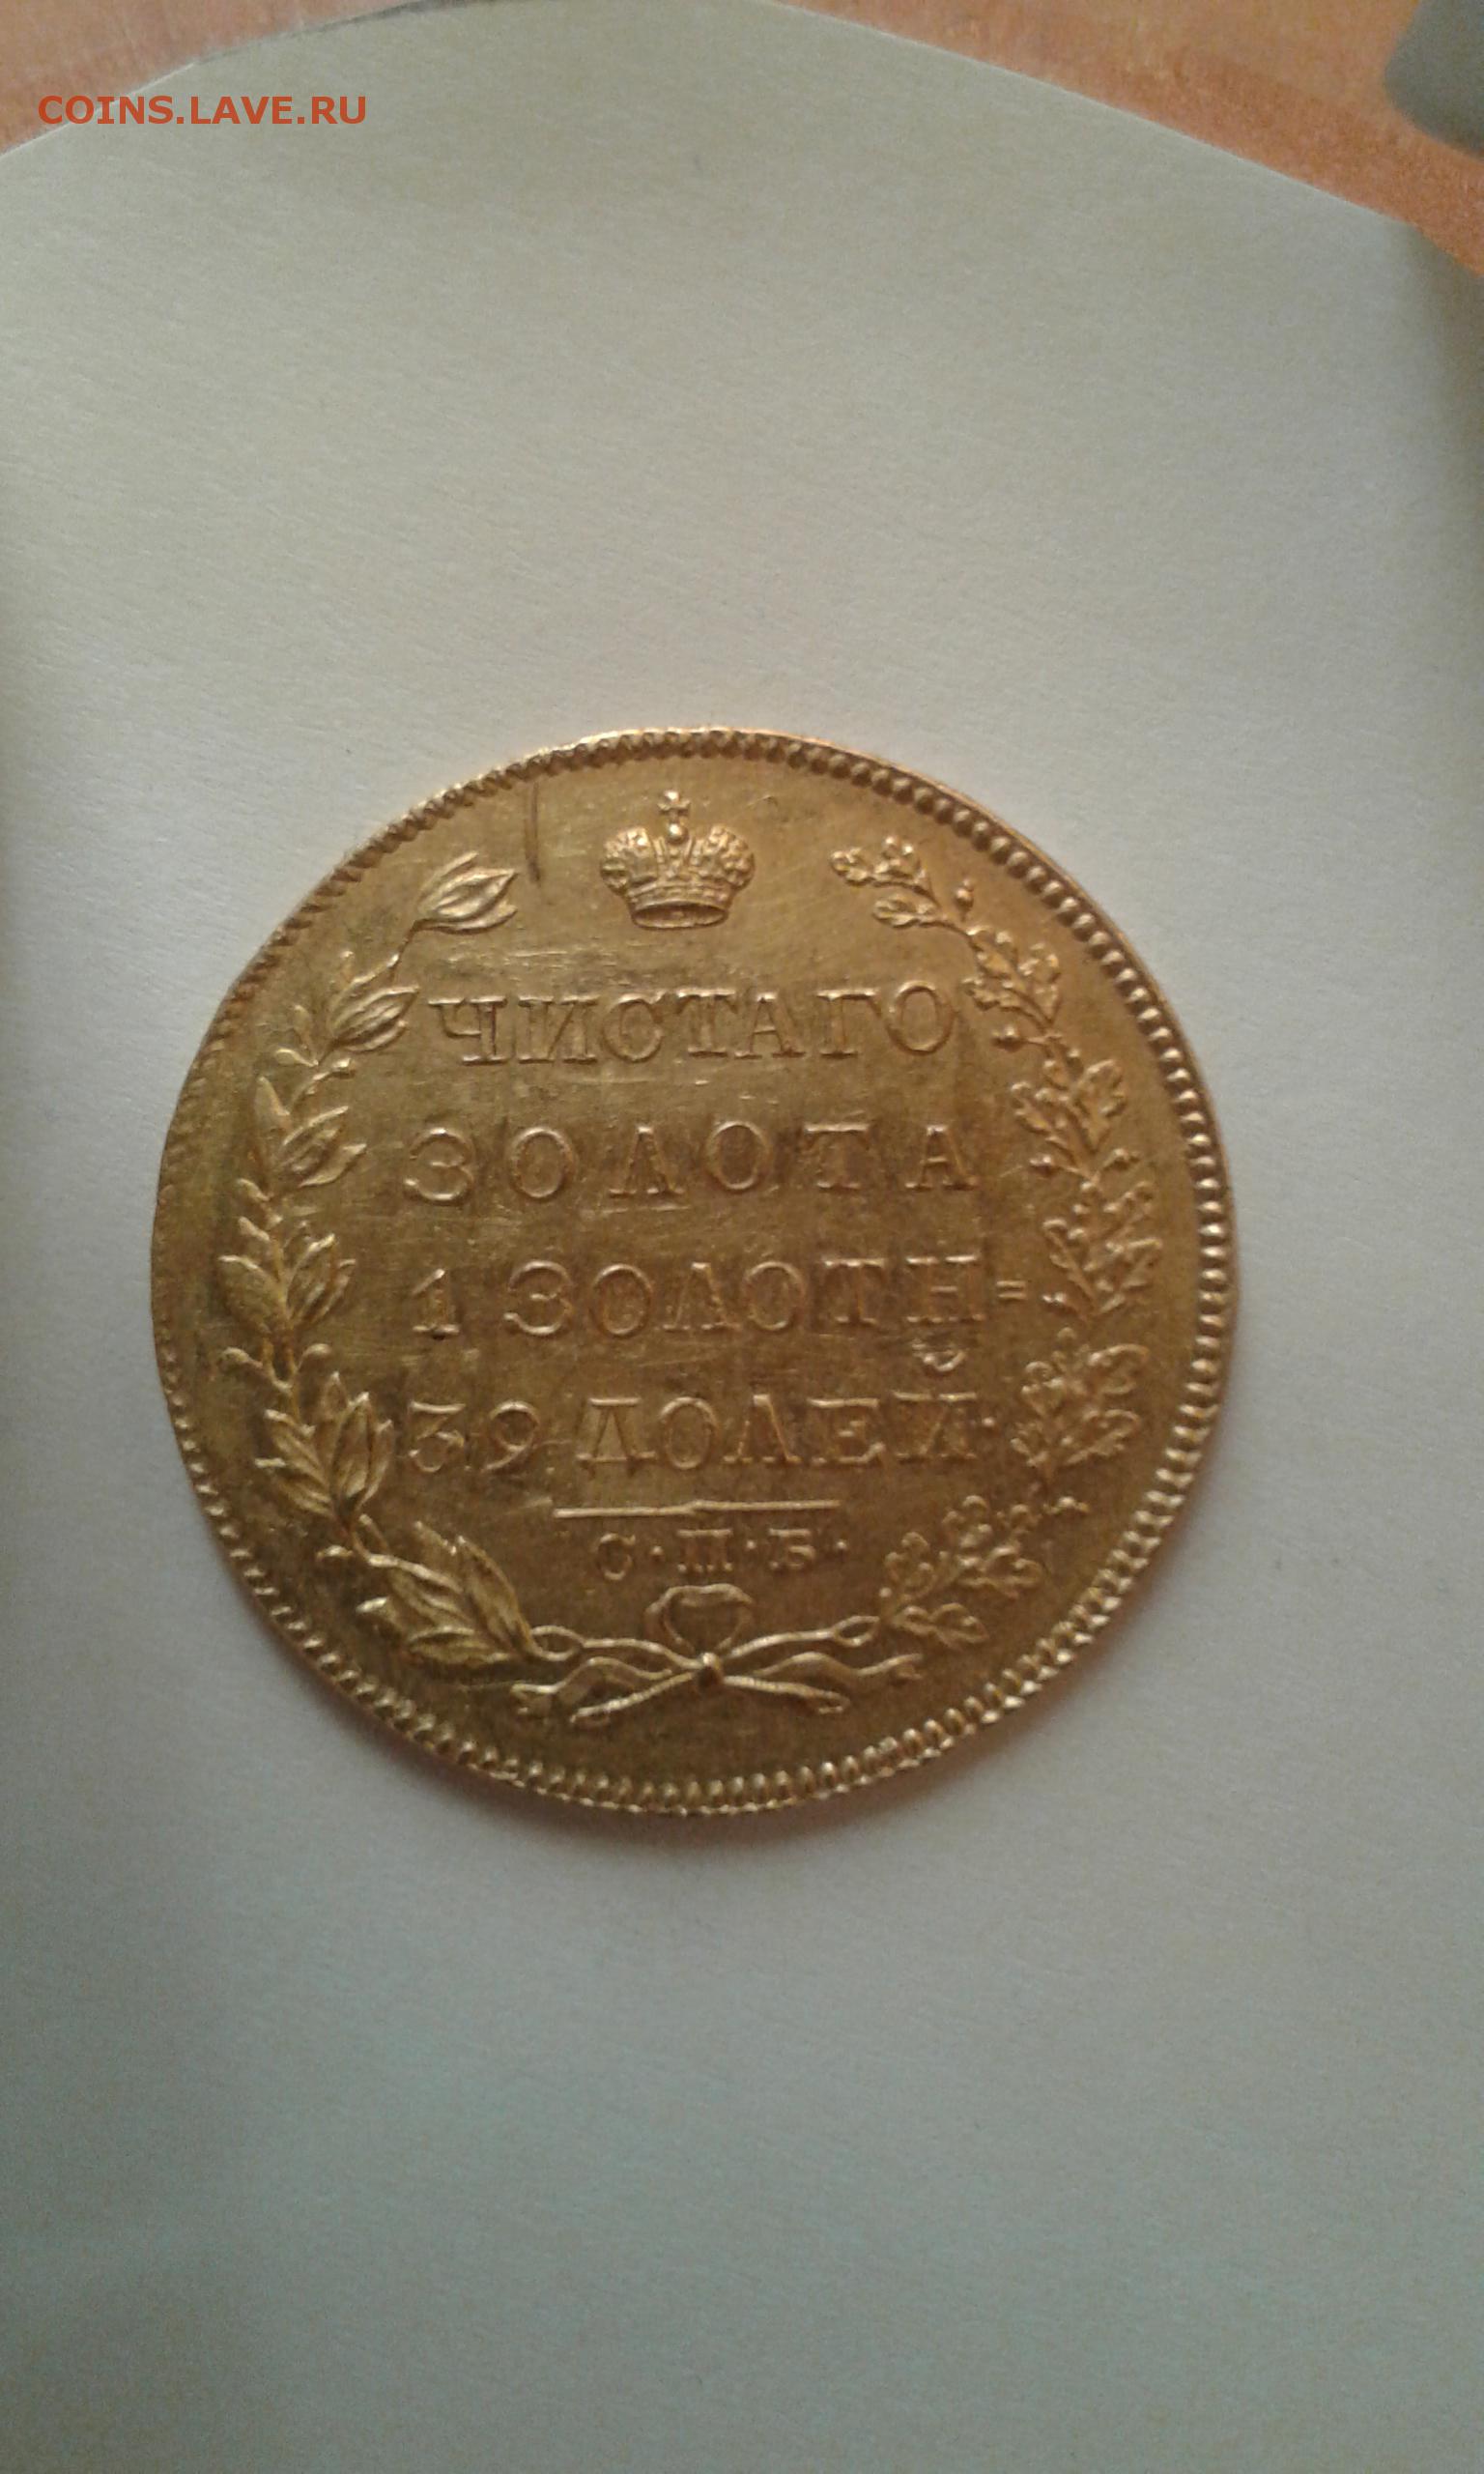 COINS.LAVE.RU
ЧИСТАГО
ЗОЛОТА
1 ЗОЛОТН=
39 ДОЛЕЙ·
С·П·Б·